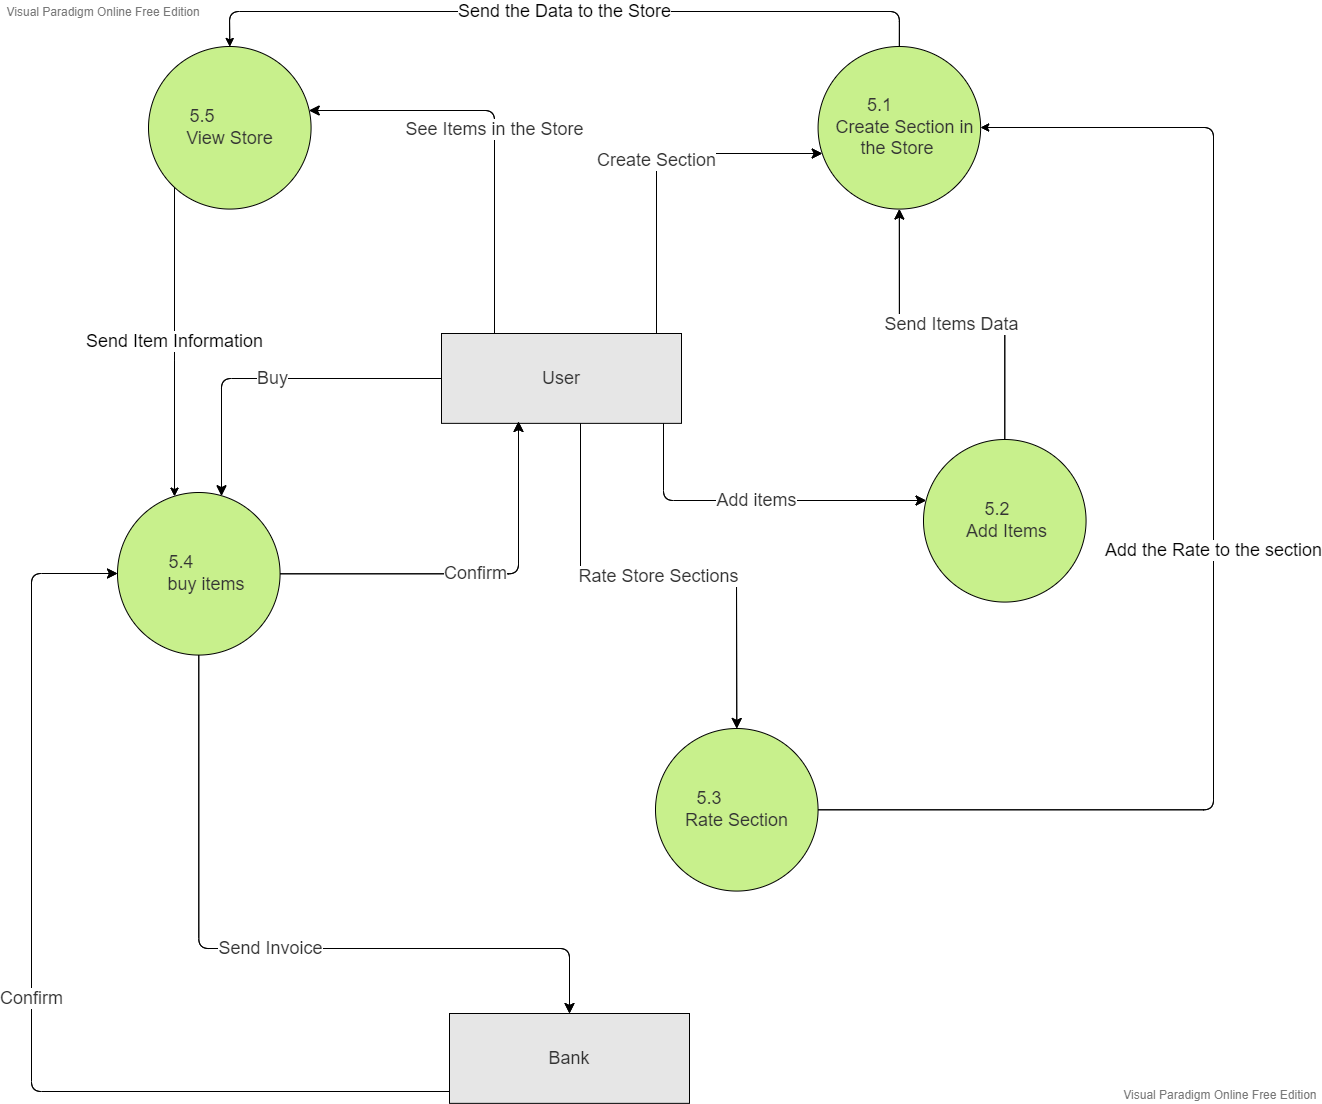 Visual Paradigm Online Free Edition
Send the Data to the Store
5.5
View Store
See Items in the Store
5.1
Create Section in
the Store
Create Section
Send Items Data
Send Item Information
Buy
User
Add items
5.2
Add Items
Add the Rate to the section
5.4
buy items
Confirm
Rate Store Sections
5.3
Rate Section
Send Invoice
Confirm
Bank
Visual Paradigm Online Free Edition